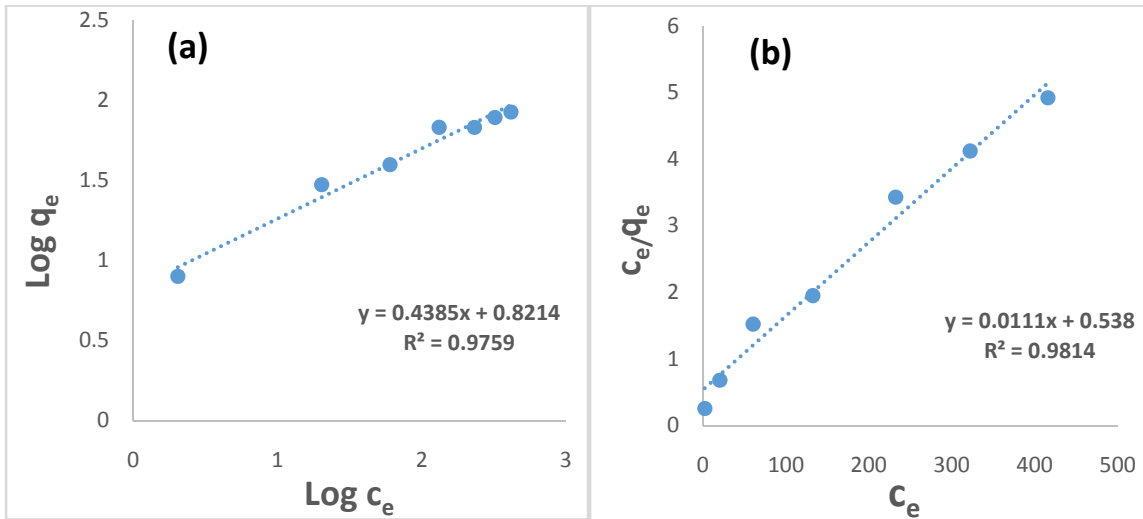 (a)
2.5
2
1.5
1
0.5
0
Log qₑ
y = 0.4385x + 0.8214
R² = 0.9759
0 1 2 3
Log cₑ
(b)
6
5
4
3
2
1
0
cₑ/qₑ
y = 0.0111x + 0.538
R² = 0.9814
0 100 200 300 400 500
cₑ